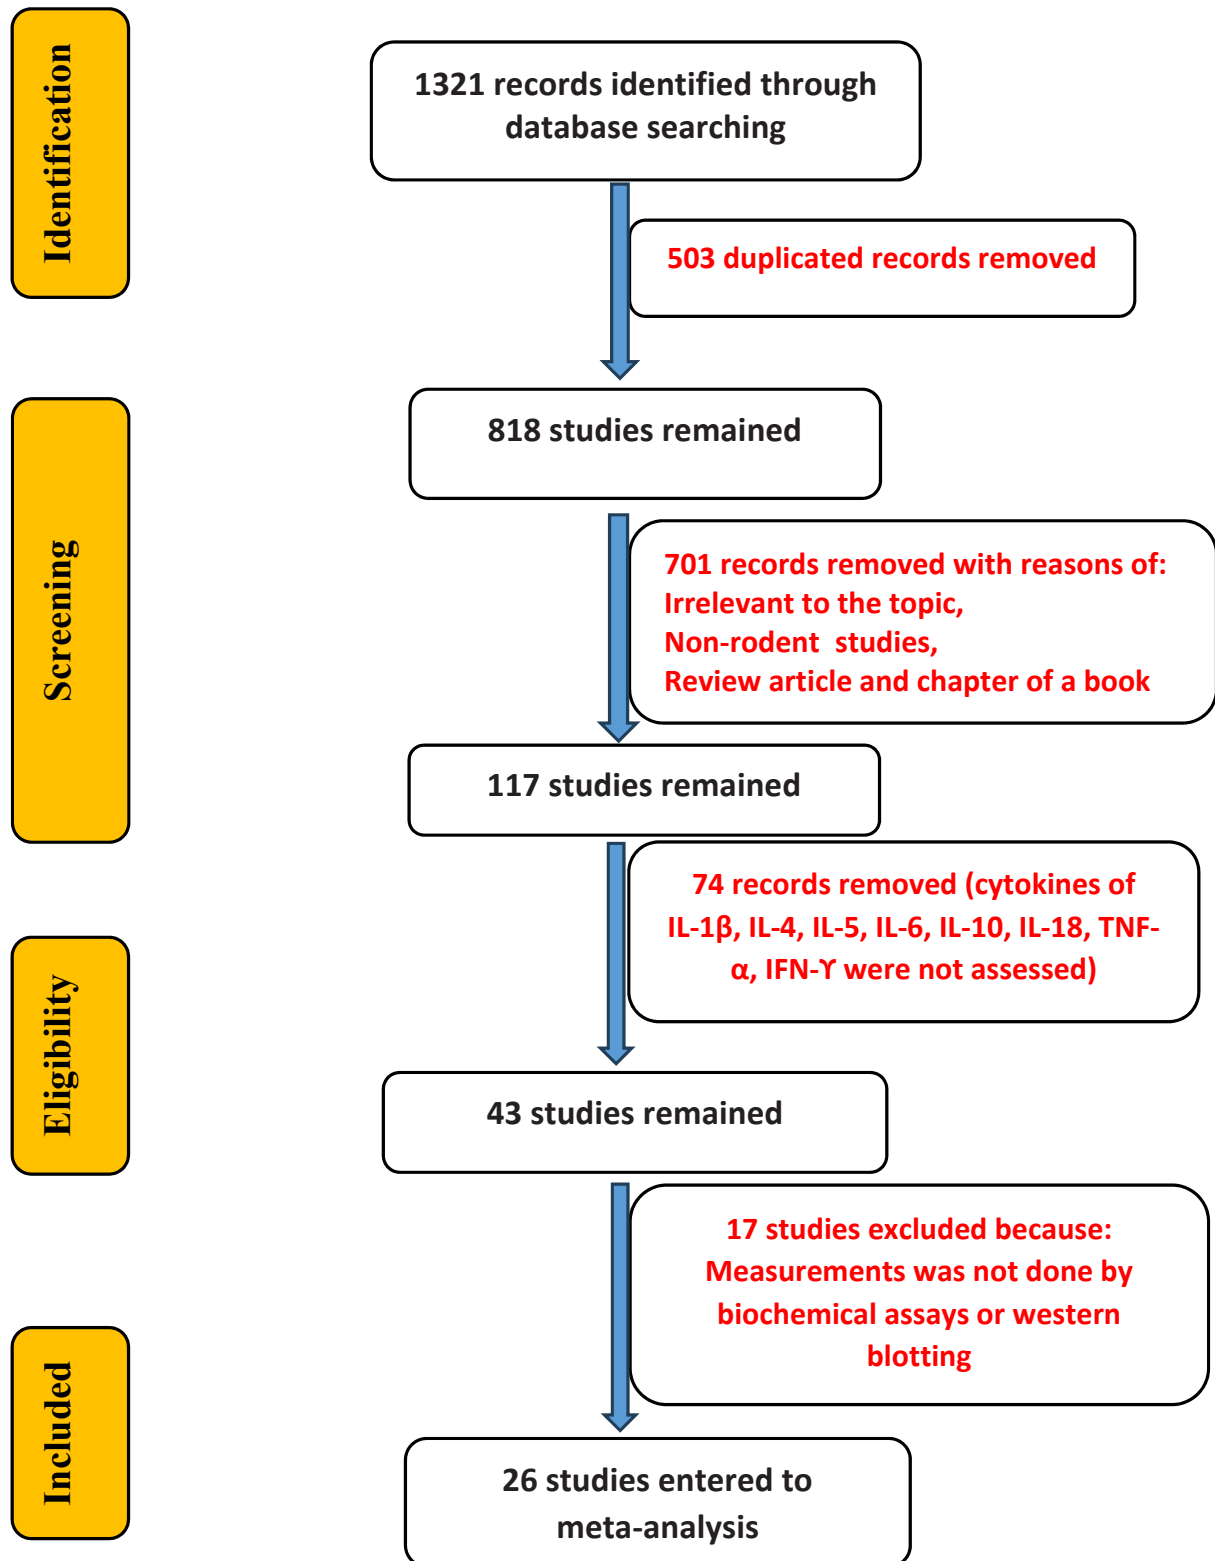 Identification
1321 records identified through
database searching
503 duplicated records removed
Screening
818 studies remained
701 records removed with reasons of:
Irrelevant to the topic,
Non-rodent studies,
Review article and chapter of a book
117 studies remained
74 records removed (cytokines of
IL-1β, IL-4, IL-5, IL-6, IL-10, IL-18, TNF-
α, IFN-ϒ were not assessed)
Eligibility
43 studies remained
17 studies excluded because:
Measurements was not done by
biochemical assays or western
blotting
Included
26 studies entered to
meta-analysis